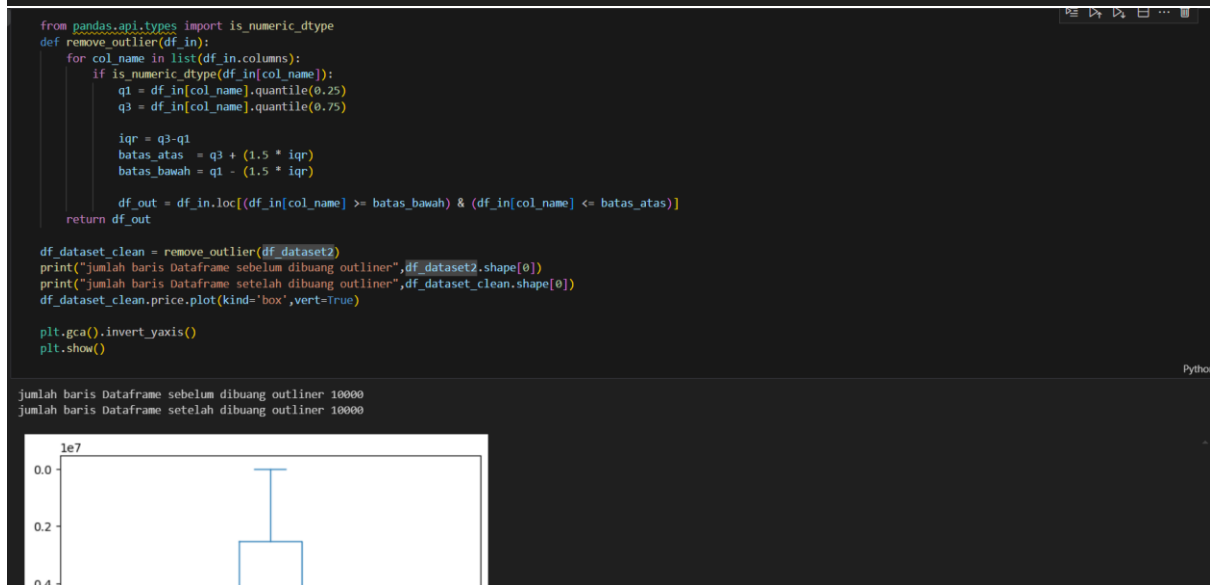 from pandas.api.types import is_numeric_dtype
def remove_outlier(df_in):
    for col_name in list(df_in.columns):
        if is_numeric_dtype(df_in[col_name]):
            q1 = df_in[col_name].quantile(0.25)
            q3 = df_in[col_name].quantile(0.75)

            iqr = q3-q1
            batas_atas  = q3 + (1.5 * iqr)
            batas_bawah = q1 - (1.5 * iqr)

            df_out = df_in.loc[(df_in[col_name] >= batas_bawah) & (df_in[col_name] <= batas_atas)]
    return df_out

df_dataset_clean = remove_outlier(df_dataset2)
print("jumlah baris Dataframe sebelum dibuang outliner",df_dataset2.shape[0])
print("jumlah baris Dataframe setelah dibuang outliner",df_dataset_clean.shape[0])
df_dataset_clean.price.plot(kind='box',vert=True)

plt.gca().invert_yaxis()
plt.show()
Pytho
jumlah baris Dataframe sebelum dibuang outliner 10000
jumlah baris Dataframe setelah dibuang outliner 10000
1e7
0.0
0.2
0.4